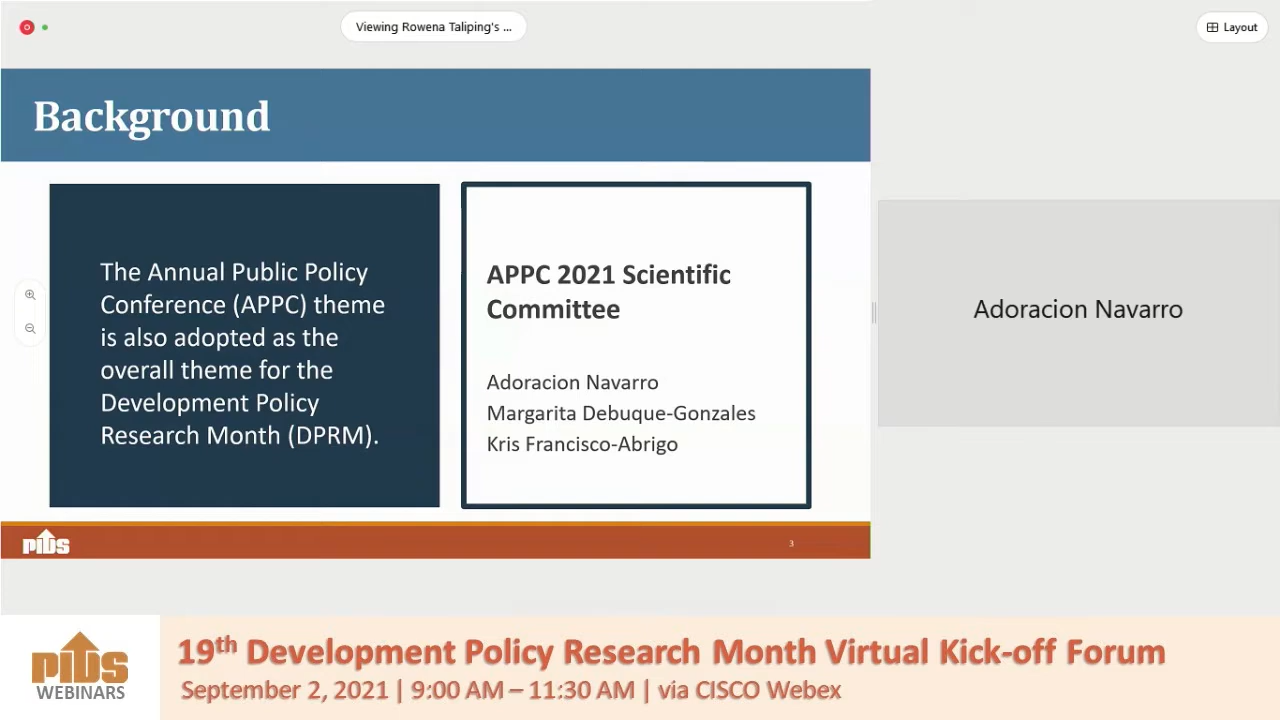 Viewing Rowena Taliping's ...
Layout
Background
The Annual Public Policy
Conference (APPC) theme
is also adopted as the
overall theme for the
Development Policy
Research Month (DPRM).
APPC 2021 Scientific
Committee
Adoracion Navarro
Margarita Debuque-Gonzales
Kris Francisco-Abrigo
Adoracion Navarro
PIDS
3
PIDS
WEBINARS
19th Development Policy Research Month Virtual Kick-off Forum
September 2, 2021 | 9:00 AM – 11:30 AM | via CISCO Webex